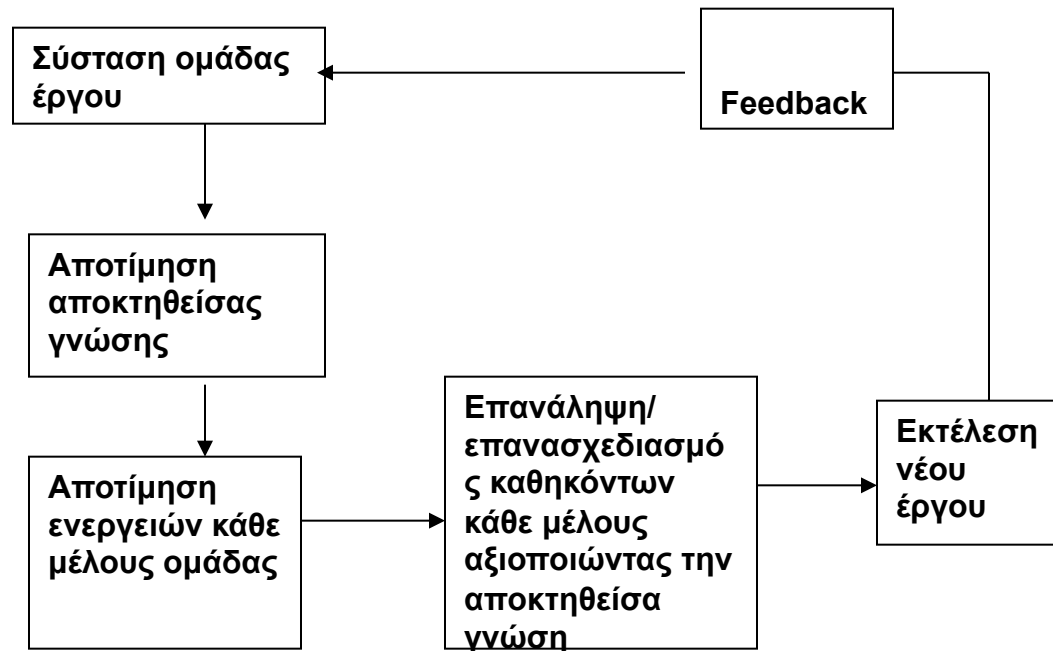 Σύσταση ομάδας
έργου
Feedback
Αποτίμηση
αποκτηθείσας
γνώσης
Αποτίμηση
ενεργειών κάθε
μέλους ομάδας
Επανάληψη/
επανασχεδιασμό
ς καθηκόντων
κάθε μέλους
αξιοποιώντας την
αποκτηθείσα
γνώση
Εκτέλεση
νέου
έργου